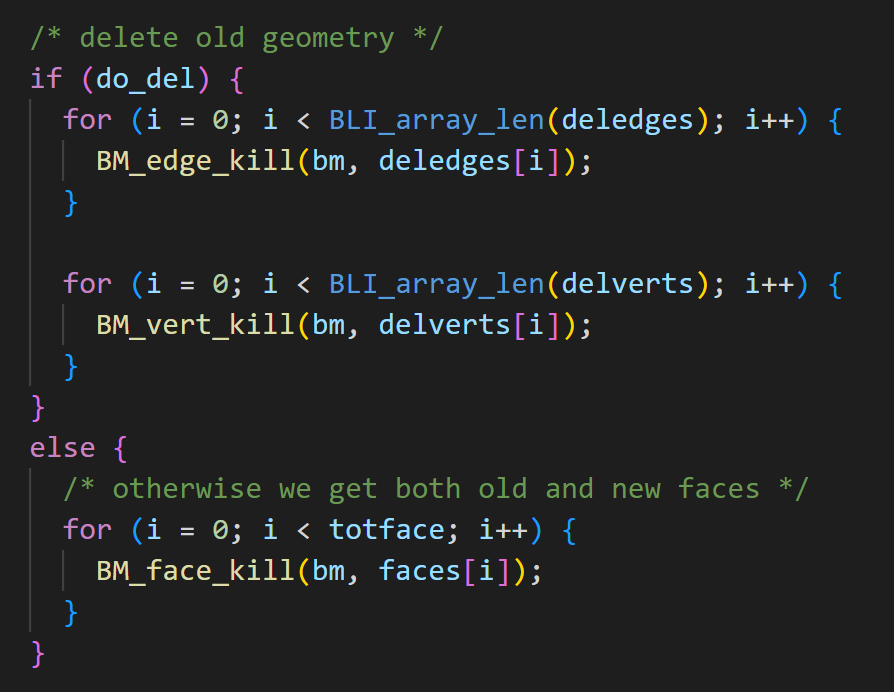 /* delete old geometry */
if (do_del) {
  for (i = 0; i < BLI_array_len(deledges); i++) {
    BM_edge_kill(bm, deledges[i]);
  }

  for (i = 0; i < BLI_array_len(delverts); i++) {
    BM_vert_kill(bm, delverts[i]);
  }
}
else {
  /* otherwise we get both old and new faces */
  for (i = 0; i < totface; i++) {
    BM_face_kill(bm, faces[i]);
  }
}